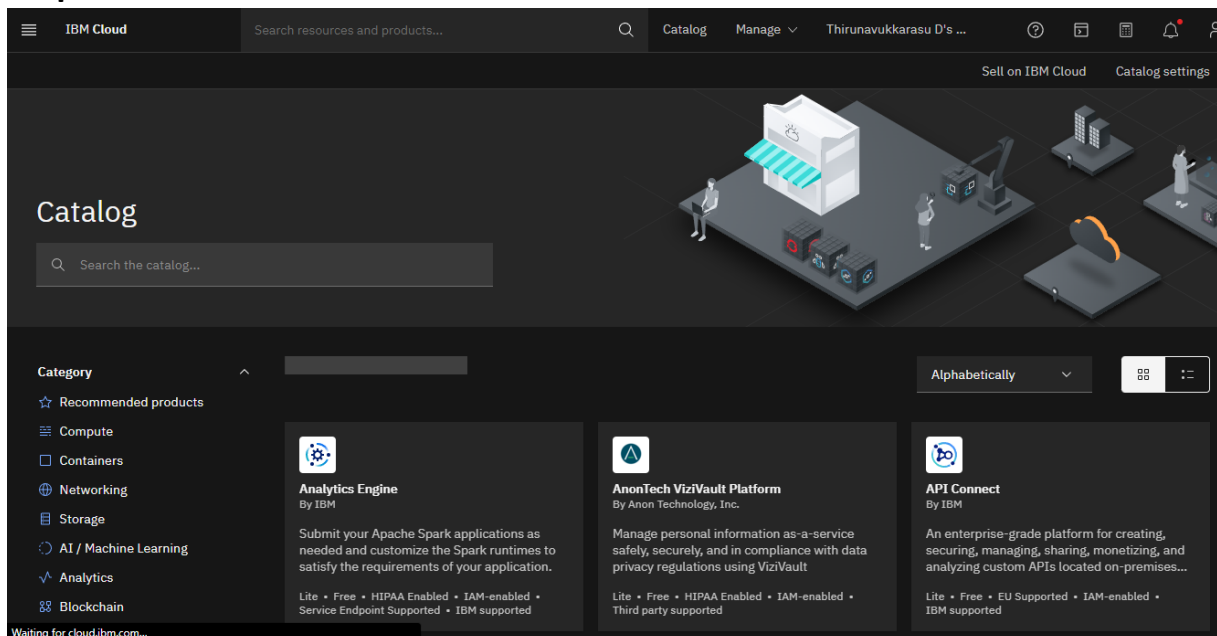 IBM Cloud
Search resources and products...
Catalog
Manage
Thirunavukkarasu D's ...
Sell on IBM Cloud
Catalog settings
Catalog
Search the catalog...
Category
Recommended products
Compute
Containers
Networking
Storage
AI / Machine Learning
Analytics
Blockchain
Alphabetically
Analytics Engine
By IBM
Submit your Apache Spark applications as
needed and customize the Spark runtimes to
satisfy the requirements of your application.
Lite • Free • HIPAA Enabled • IAM-enabled •
Service Endpoint Supported • IBM supported
AnonTech ViziVault Platform
By Anon Technology, Inc.
Manage personal information as-a-service
safely, securely, and in compliance with data
privacy regulations using ViziVault
Lite • Free • HIPAA Enabled • IAM-enabled •
Third party supported
API Connect
By IBM
An enterprise-grade platform for creating,
securing, managing, sharing, monetizing, and
analyzing custom APIs located on-premises...
Lite • Free • EU Supported • IAM-enabled •
IBM supported
Waiting for cloud.ibm.com...